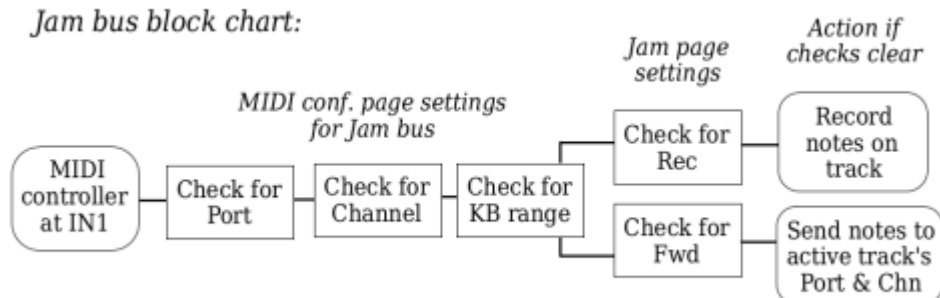 Jam bus block chart:
Action if
checks clear
Jam page
settings
MIDI conf. page settings
for Jam bus
MIDI
controller
at IN1
Check for
Port
Check for
Channel
Check for
KB range
Check for
Rec
Record
notes on
track
Check for
Fwd
Send notes to
active track's
Port & Chn